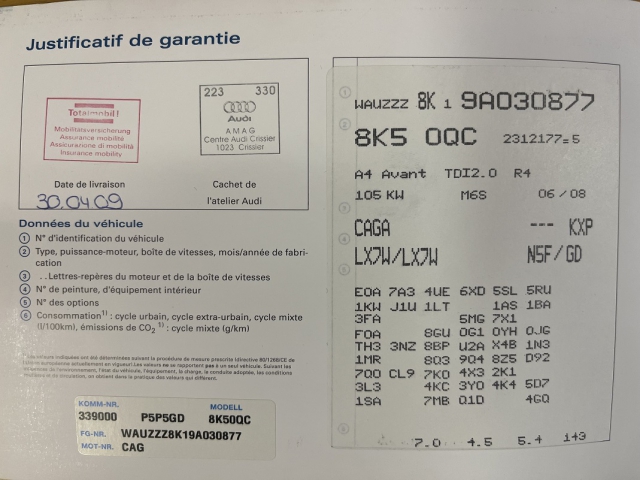 Justificatif de garantie
Totalmobil!
Mobilitätsversicherung
Assurance mobilité
Assicurazione di mobilità
Insurance mobility
223 330
Audi
AMAG
Centre Audi Crissier
1023 Crissier
Date de livraison
30.04.09
Cachet de
l'atelier Audi
Données du véhicule
① N° d'identification du véhicule
② Type, puissance-moteur, boîte de vitesses, mois/année de fabri-
cation
③ ..Lettres-repères du moteur et de la boîte de vitesses
④ N° de peinture, d'équipement intérieur
⑤ N° des options
⑥ Consommation¹⁾ : cycle urbain, cycle extra-urbain, cycle mixte
(l/100km), émissions de CO₂ ¹⁾ : cycle mixte (g/km)
KOMM-NR. MODELL
339000 P5P5GD 8K50QC
FG-NR. WAUZZZ8K19A030877
MOT-NR. CAG
WAUZZZ 8K 1 9A030877
8K5 0QC 2312177=5
A4 Avant TDI2.0 R4
105 KW M6S 06/08
CAGA --- KXP
LX7W/LX7W N5F/GD
E0A 7A3 4UE 6XD 5SL 5RU
1KW J1U 1LT 1AS 1BA
3FA 5MG 7X1
F0A 8GU 0G1 0YH 0JG
TH3 3NZ 8BP U2A X4B 1N3
1MR 8Q3 9Q4 8Z5 D92
7Q0 CL9 7K0 4X3 2K1
3L3 4KC 3Y0 4K4 5D7
1SA 7MB Q1D 4GQ
7.0 4.5 5.4 143